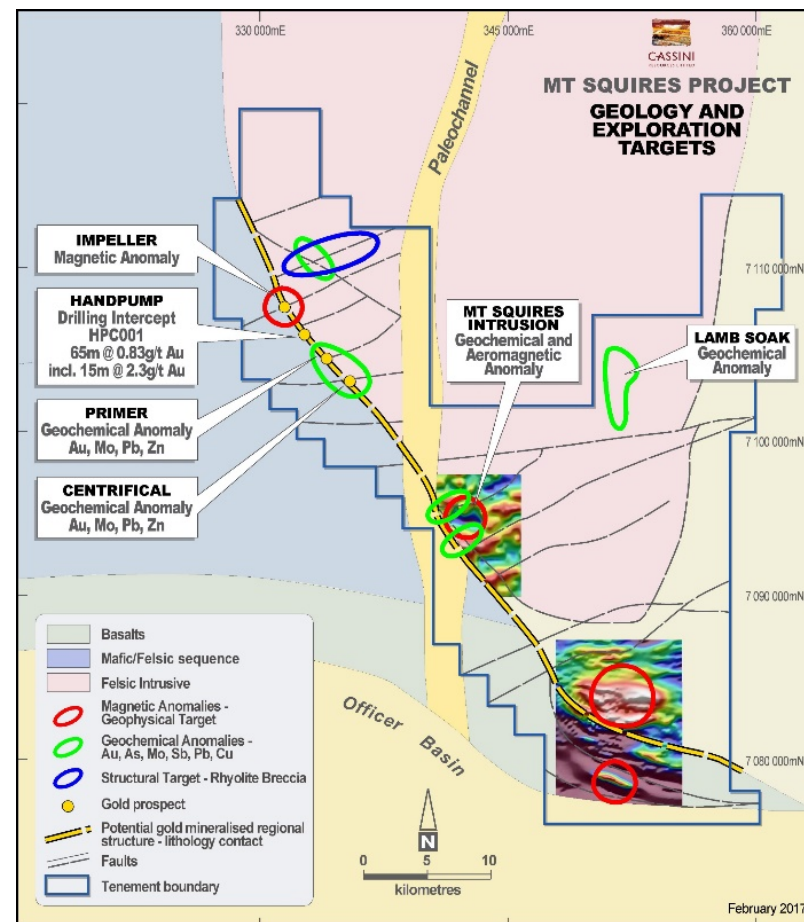 330 000mE
345 000mE
360 000mE
CASSINI
MT SQUIRES PROJECT
GEOLOGY AND
EXPLORATION
TARGETS
Paleochannel
IMPELLER
Magnetic Anomaly
7 110 000mN
HANDPUMP
Drilling Intercept
HPC001
65m @ 0.83g/t Au
incl. 15m @ 2.3g/t Au
MT SQUIRES
INTRUSION
Geochemical and
Aeromagnetic
Anomaly
LAMB SOAK
Geochemical
Anomaly
PRIMER
Geochemical Anomaly
Au, Mo, Pb, Zn
7 100 000mN
CENTRIFICAL
Geochemical Anomaly
Au, Mo, Pb, Zn
7 090 000mN
Basalts
Mafic/Felsic sequence
Felsic Intrusive
Magnetic Anomalies -
Geophysical Target
Geochemical Anomalies -
Au, As, Mo, Sb, Pb, Cu
Structural Target - Rhyolite Breccia
Gold prospect
Potential gold mineralised regional
structure - lithology contact
Faults
Tenement boundary
Officer Basin
7 080 000mN
N
0 5 10
kilometres
February 2017